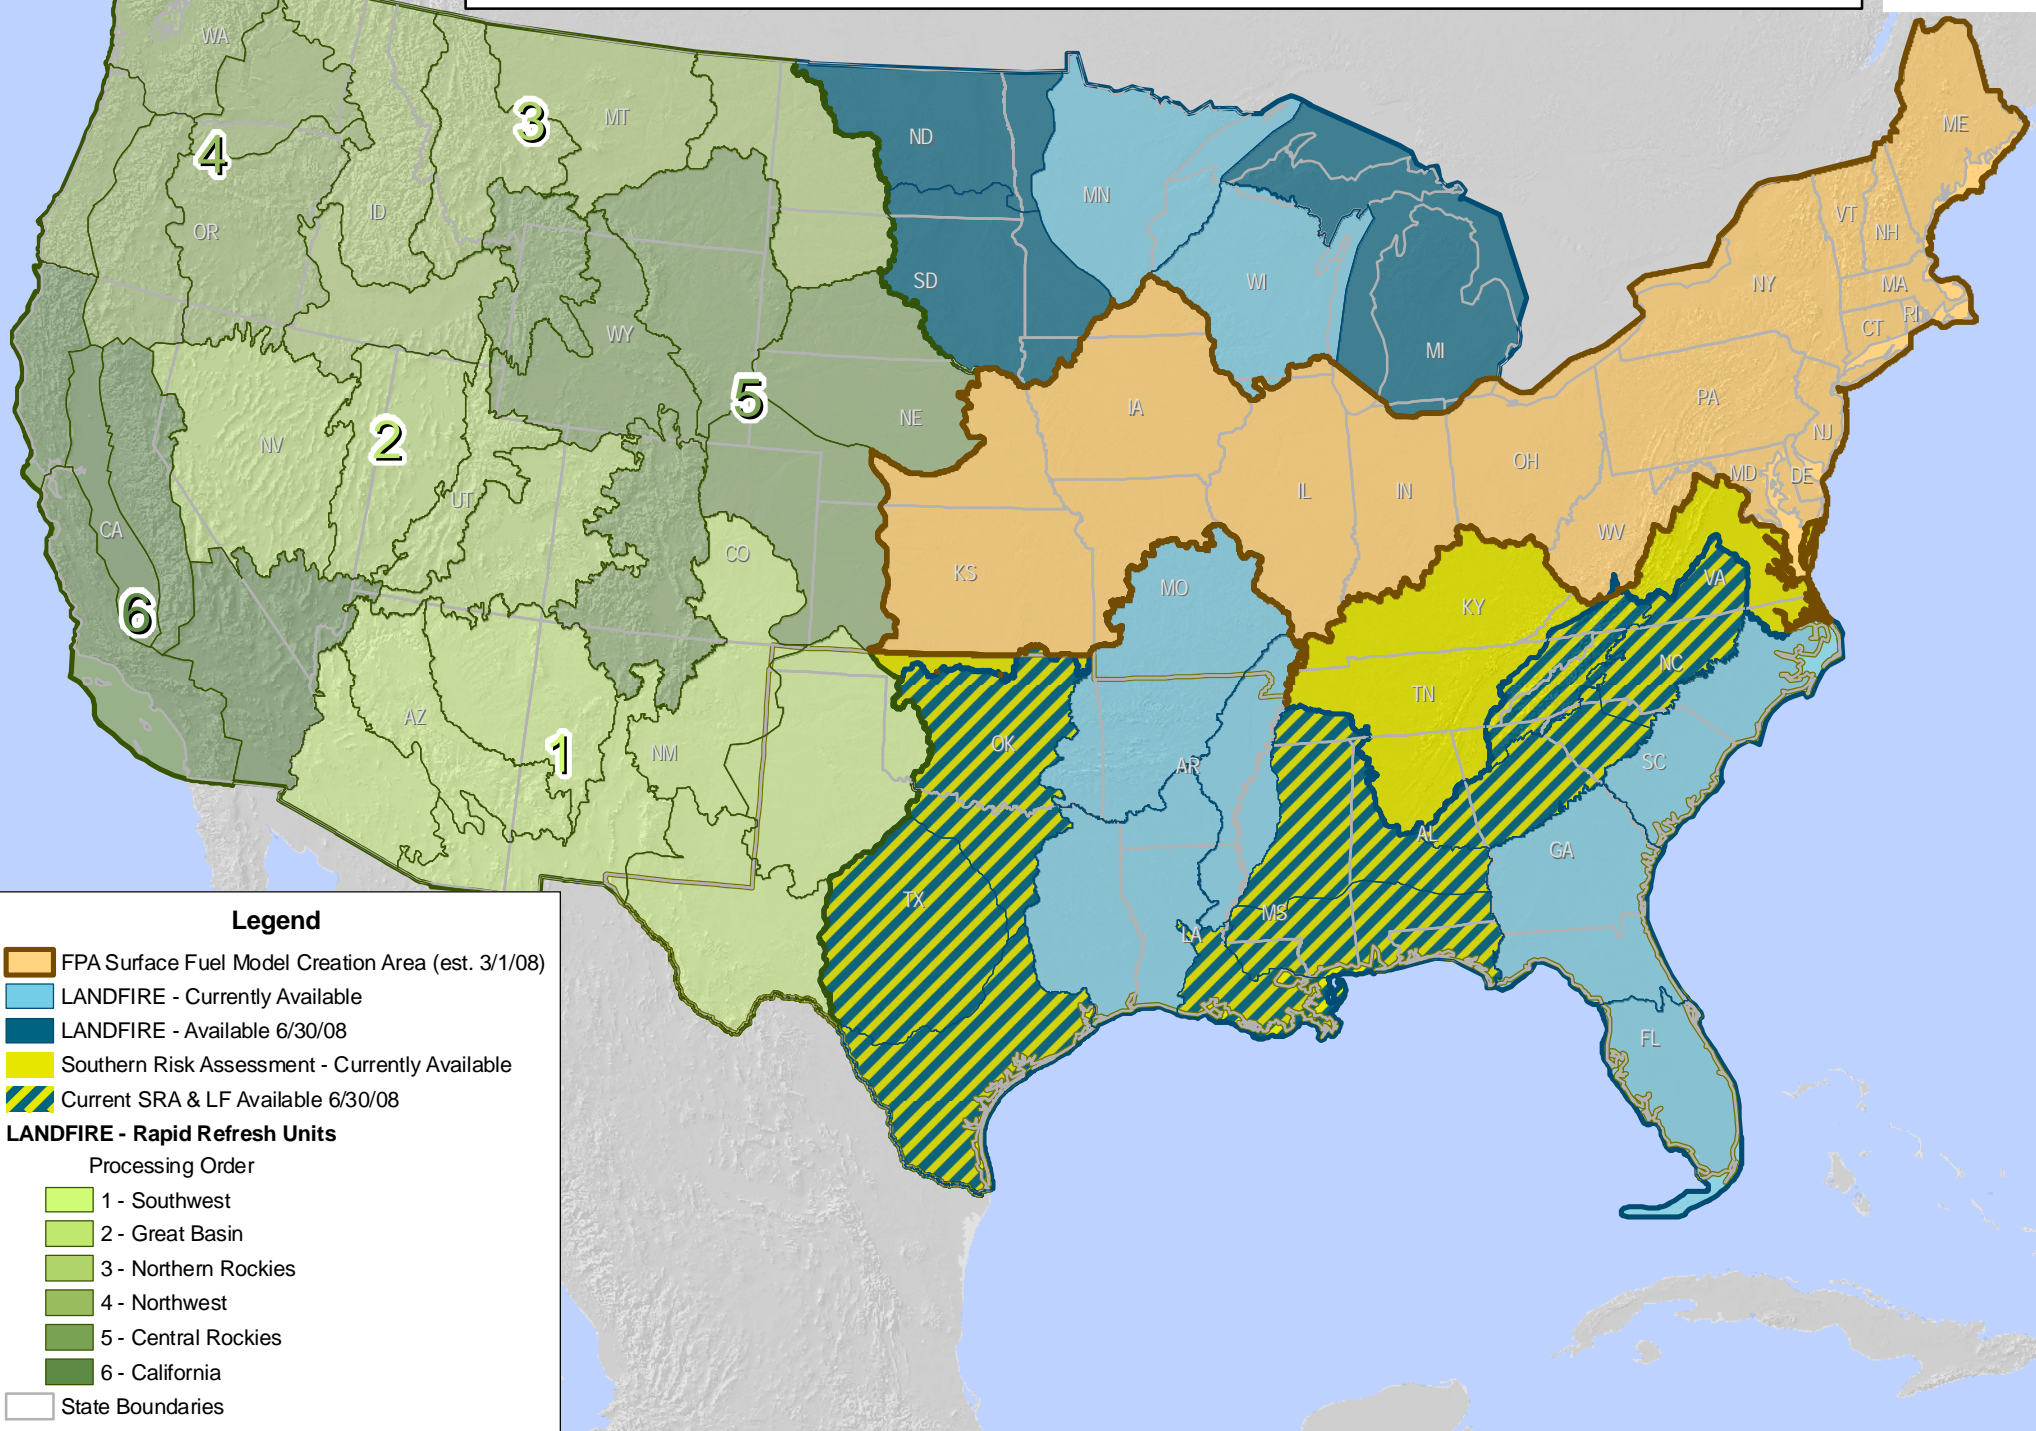 WA
MT
ND
ME
MN
ID
OR
VT
NH
SD
WI
NY
MA
RI
CT
WY
MI
IA
NE
PA
NJ
NV
UT
OH
MD
DE
IL
IN
CA
CO
WV
KS
MO
VA
KY
NC
TN
AZ
NM
OK
AR
SC
AL
GA
TX
MS
LA
FL
3
4
5
2
6
1
Legend
FPA Surface Fuel Model Creation Area (est. 3/1/08)
LANDFIRE - Currently Available
LANDFIRE - Available 6/30/08
Southern Risk Assessment - Currently Available
Current SRA & LF Available 6/30/08
LANDFIRE - Rapid Refresh Units
Processing Order
1 - Southwest
2 - Great Basin
3 - Northern Rockies
4 - Northwest
5 - Central Rockies
6 - California
State Boundaries